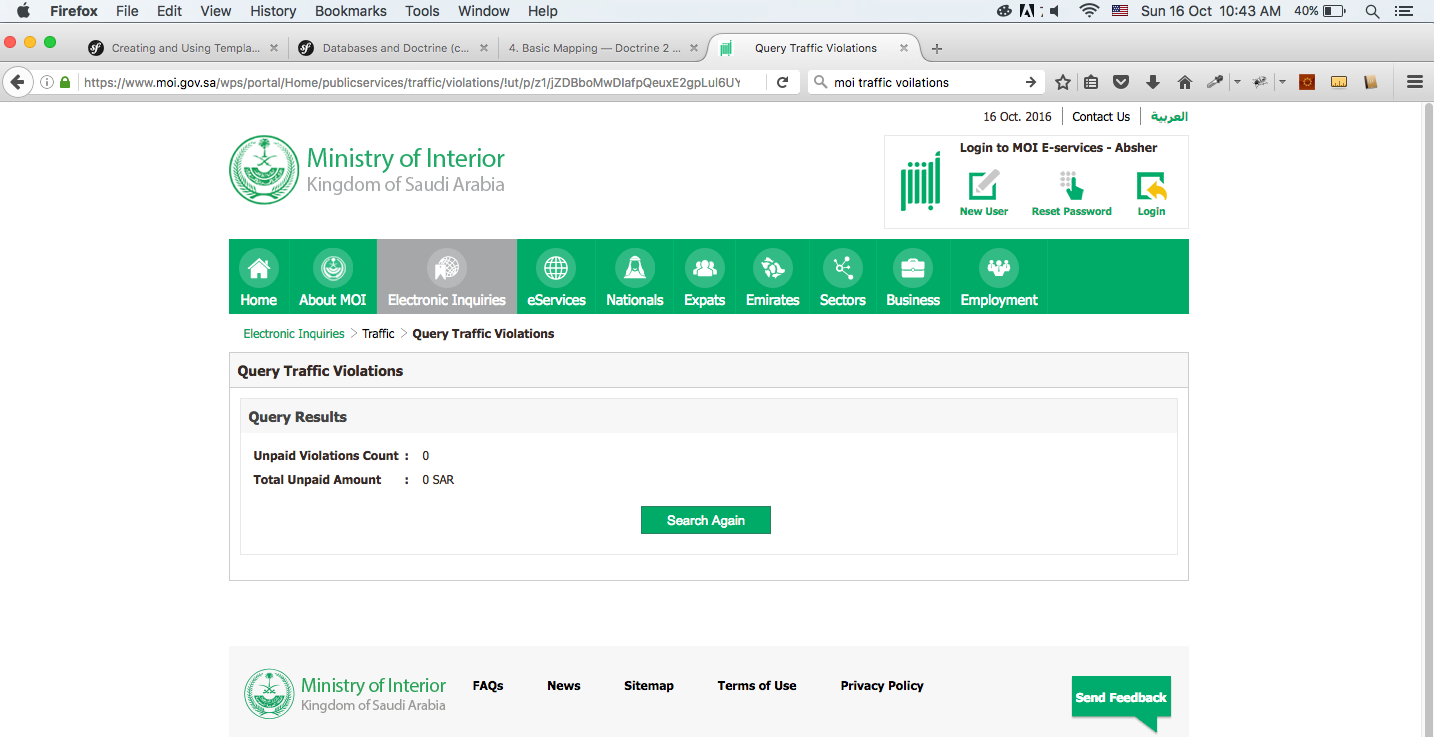 Firefox File Edit View History Bookmarks Tools Window Help Sun 16 Oct 10:43 AM 40%
Creating and Using Templa... Databases and Doctrine (c... 4. Basic Mapping — Doctrine 2 ... Query Traffic Violations
https://www.moi.gov.sa/wps/portal/Home/publicservices/traffic/violations/!ut/p/z1/jZDBboMwDIafpQeuxE2gpLul6UY moi traffic voilations
16 Oct. 2016 Contact Us العربية
Ministry of Interior
Kingdom of Saudi Arabia
Login to MOI E-services - Absher
New User Reset Password Login
Home About MOI Electronic Inquiries eServices Nationals Expats Emirates Sectors Business Employment
Electronic Inquiries > Traffic > Query Traffic Violations
Query Traffic Violations
Query Results
Unpaid Violations Count : 0
Total Unpaid Amount : 0 SAR
Search Again
Ministry of Interior
Kingdom of Saudi Arabia
FAQs News Sitemap Terms of Use Privacy Policy
Send Feedback